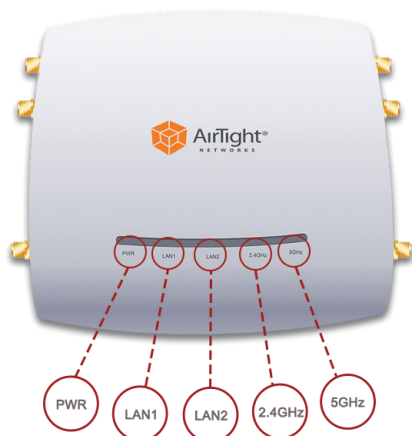 AirTight®
NETWORKS
PWR
LAN1
LAN2
2.4GHz
5GHz
PWR
LAN1
LAN2
2.4GHz
5GHz